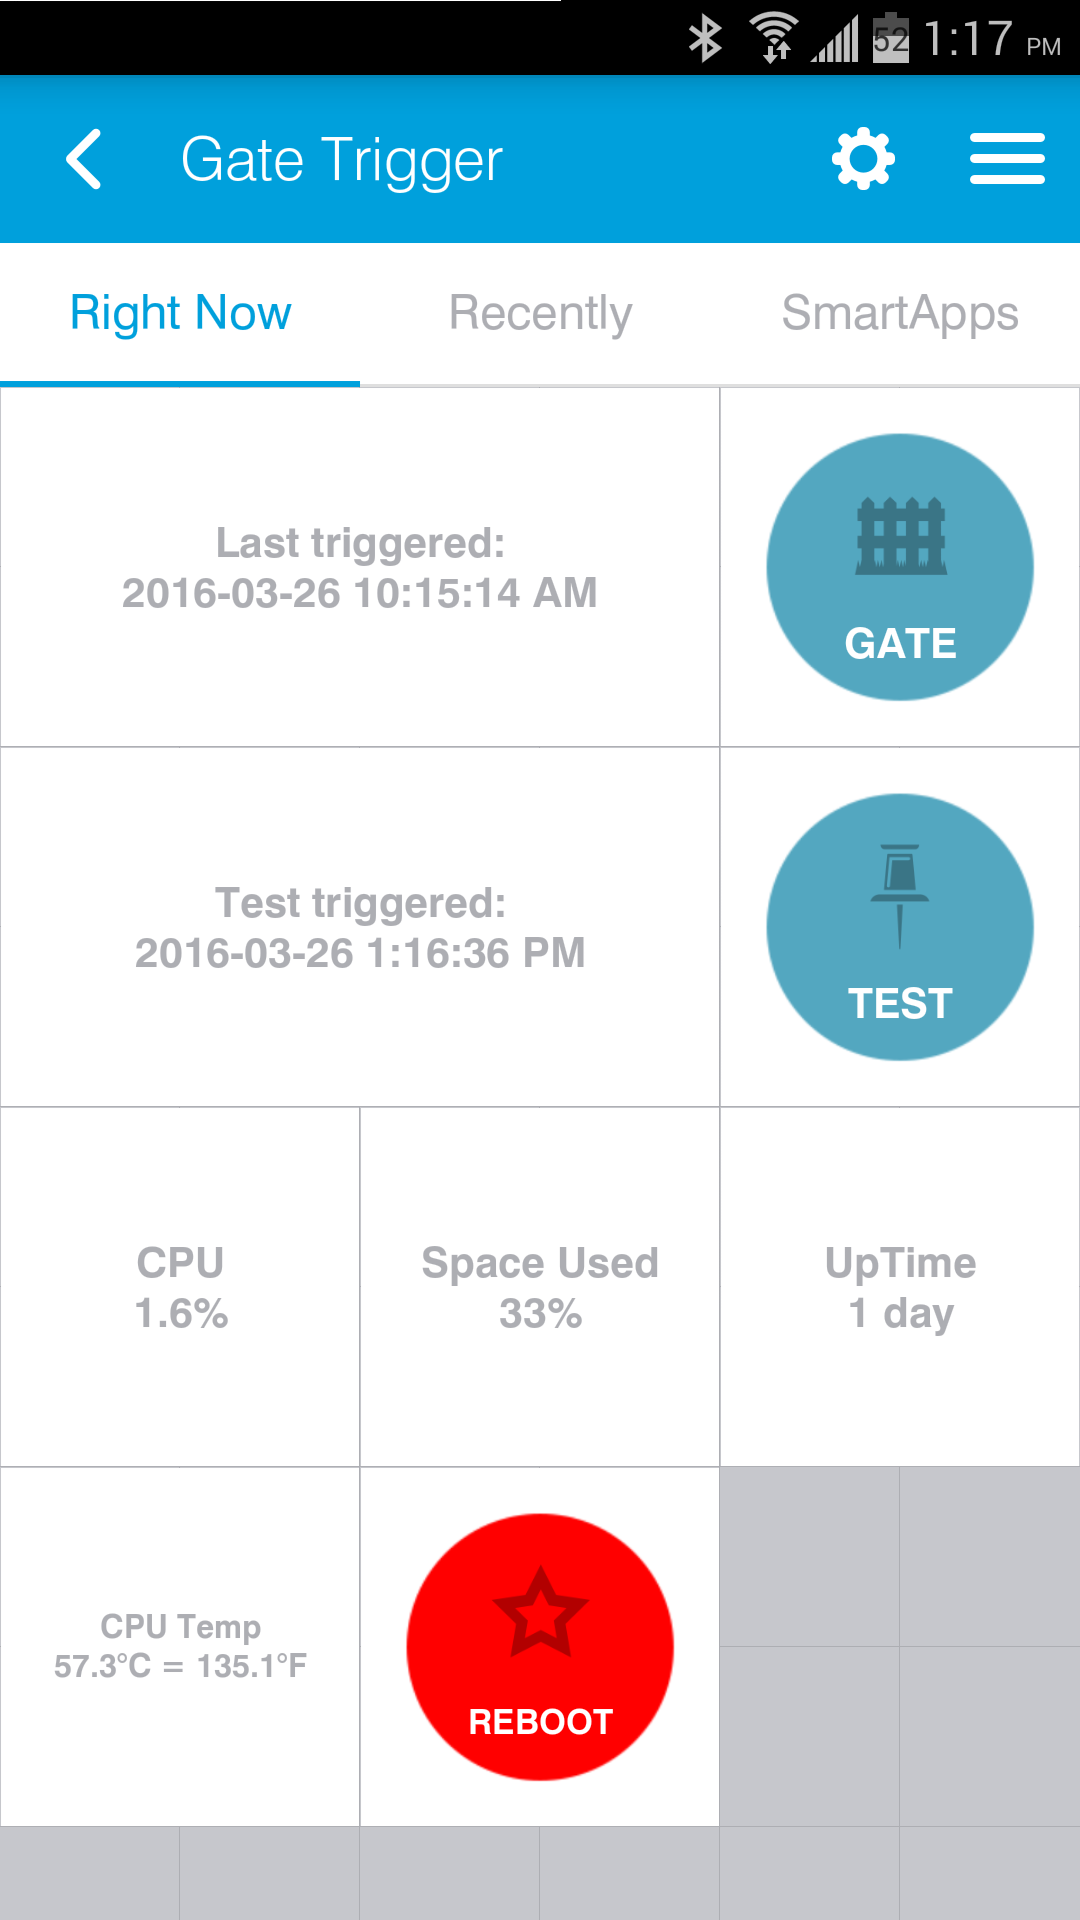 52 1:17 PM
Gate Trigger
Right Now Recently SmartApps
Last triggered:
2016-03-26 10:15:14 AM
GATE
Test triggered:
2016-03-26 1:16:36 PM
TEST
CPU
1.6%
Space Used
33%
UpTime
1 day
CPU Temp
57.3°C = 135.1°F
REBOOT